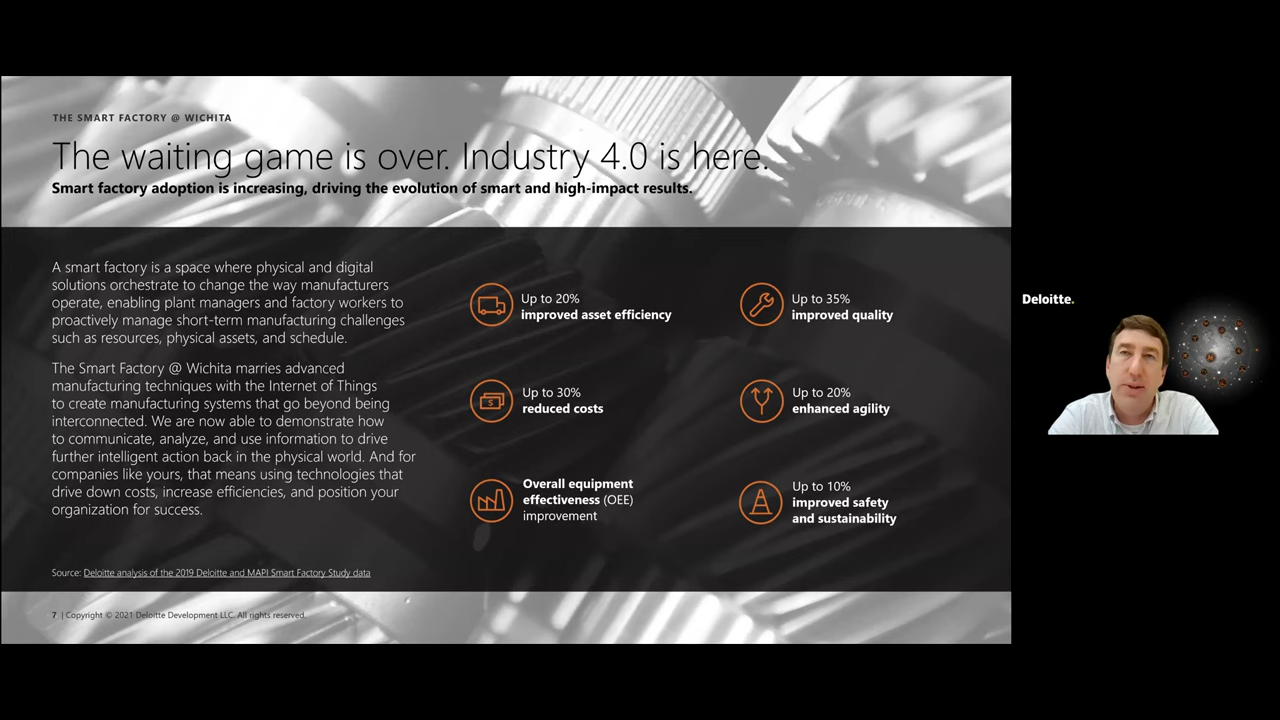 THE SMART FACTORY @ WICHITA
The waiting game is over. Industry 4.0 is here.
Smart factory adoption is increasing, driving the evolution of smart and high-impact results.
A smart factory is a space where physical and digital
solutions orchestrate to change the way manufacturers
operate, enabling plant managers and factory workers to
proactively manage short-term manufacturing challenges
such as resources, physical assets, and schedule.
The Smart Factory @ Wichita marries advanced
manufacturing techniques with the Internet of Things
to create manufacturing systems that go beyond being
interconnected. We are now able to demonstrate how
to communicate, analyze, and use information to drive
further intelligent action back in the physical world. And for
companies like yours, that means using technologies that
drive down costs, increase efficiencies, and position your
organization for success.
Up to 20%
improved asset efficiency
Up to 35%
improved quality
Up to 30%
reduced costs
Up to 20%
enhanced agility
Overall equipment
effectiveness (OEE)
improvement
Up to 10%
improved safety
and sustainability
Source: Deloitte analysis of the 2019 Deloitte and MAPI Smart Factory Study data
7 | Copyright © 2021 Deloitte Development LLC. All rights reserved.
Deloitte.